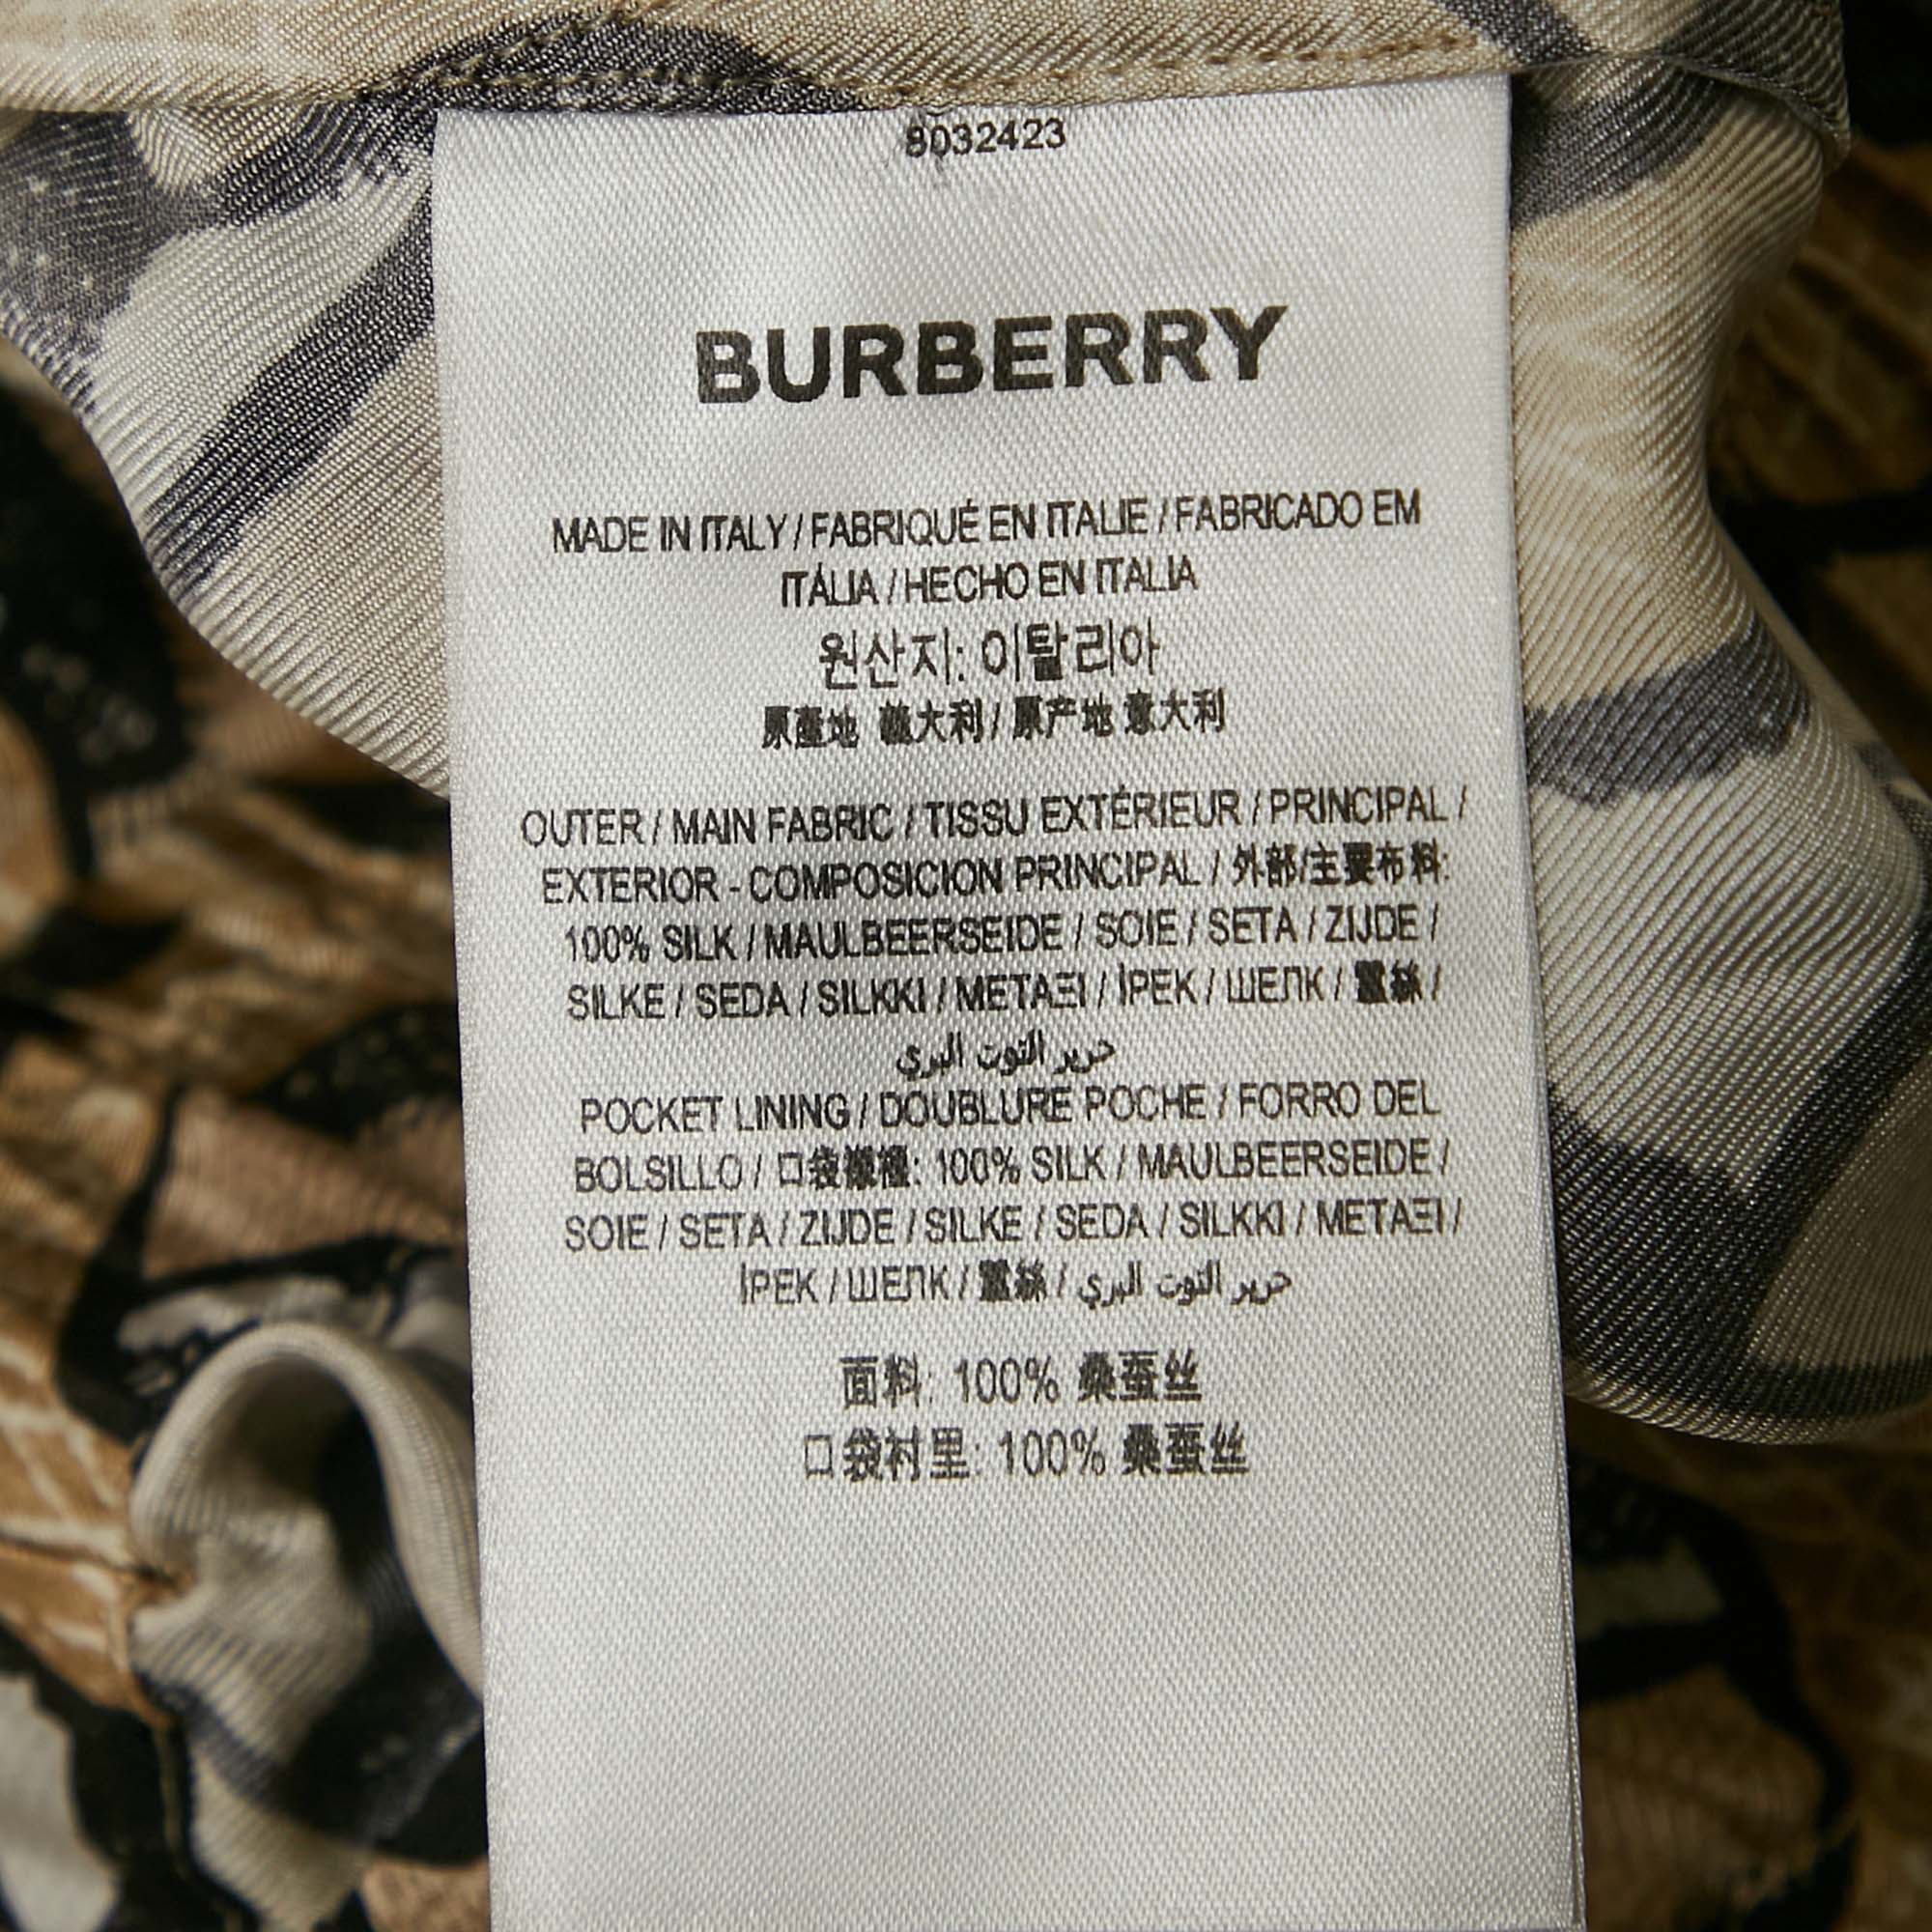 8032423
BURBERRY
MADE IN ITALY / FABRIQUÉ EN ITALIE / FABRICADO EM
ITÁLIA / HECHO EN ITALIA
원산지: 이탈리아
原產地 義大利 / 原产地 意大利
OUTER / MAIN FABRIC / TISSU EXTÉRIEUR / PRINCIPAL /
EXTERIOR - COMPOSICION PRINCIPAL / 外部/主要布料:
100% SILK / MAULBEERSEIDE / SOIE / SETA / ZIJDE /
SILKE / SEDA / SILKKI / ΜΕΤΑΞΙ / İPEK / ШЕЛК / 蠶絲 /
حرير التوت البري
POCKET LINING / DOUBLURE POCHE / FORRO DEL
BOLSILLO / 口袋襯裡: 100% SILK / MAULBEERSEIDE /
SOIE / SETA / ZIJDE / SILKE / SEDA / SILKKI / ΜΕΤΑΞΙ /
İPEK / ШЕЛК / 蠶絲 / حرير التوت البري
面料: 100% 桑蚕丝
口袋衬里: 100% 桑蚕丝